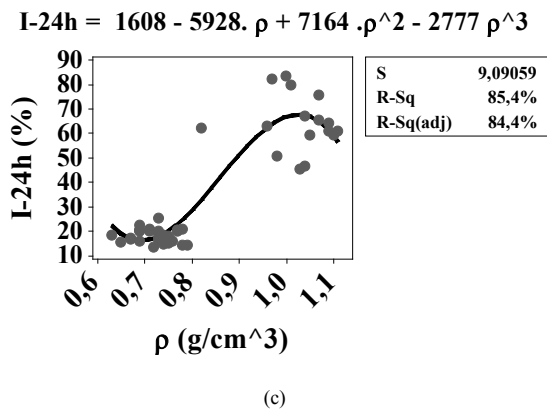 I-24h = 1608 - 5928. ρ + 7164 .ρ^2 - 2777 ρ^3
90
80
70
60
50
40
30
20
10
I-24h (%)
0,6
0,7
0,8
0,9
1,0
1,1
ρ (g/cm^3)
S 9,09059
R-Sq 85,4%
R-Sq(adj) 84,4%
(c)